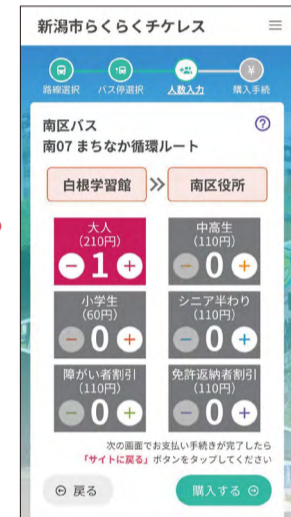 新潟市らくらくチケレス
路線選択 バス停選択 人数入力 購入手続
南区バス
南07 まちなか循環ルート
白根学習館 南区役所
大人 中高生
(210円) (110円)
1 0
小学生 シニア半わり
(60円) (110円)
0 0
障がい者割引 免許返納者割引
(110円) (110円)
0 0
次の画面でお支払い手続きが完了したら
「サイトに戻る」ボタンをタップしてください
戻る 購入する